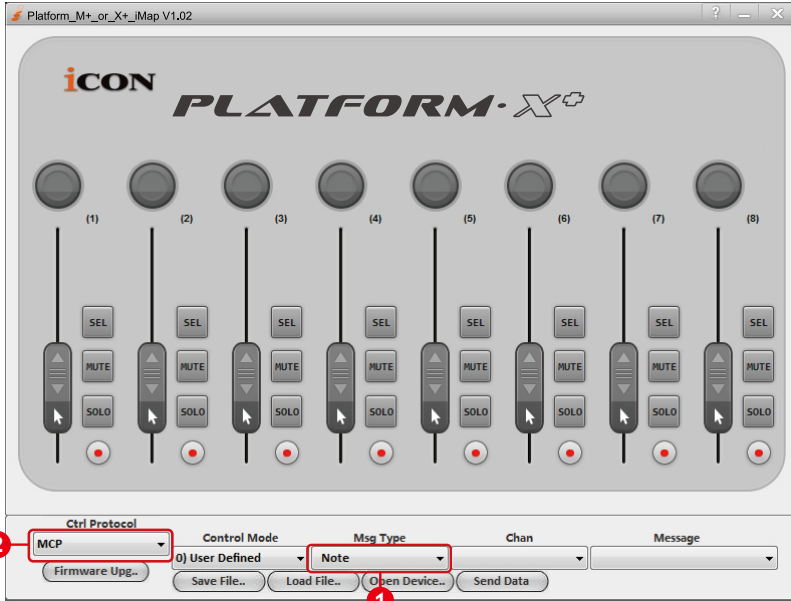 Platform_M+_or_X+_iMap V1.02
? — X
iCON
PLATFORM·X+
(1) (2) (3) (4) (5) (6) (7) (8)
SEL SEL SEL SEL SEL SEL SEL SEL
MUTE MUTE MUTE MUTE MUTE MUTE MUTE MUTE
SOLO SOLO SOLO SOLO SOLO SOLO SOLO SOLO
Ctrl Protocol Control Mode Msg Type Chan Message
2 MCP 0) User Defined Note
Firmware Upg.. Save File.. Load File.. Open Device.. Send Data
1